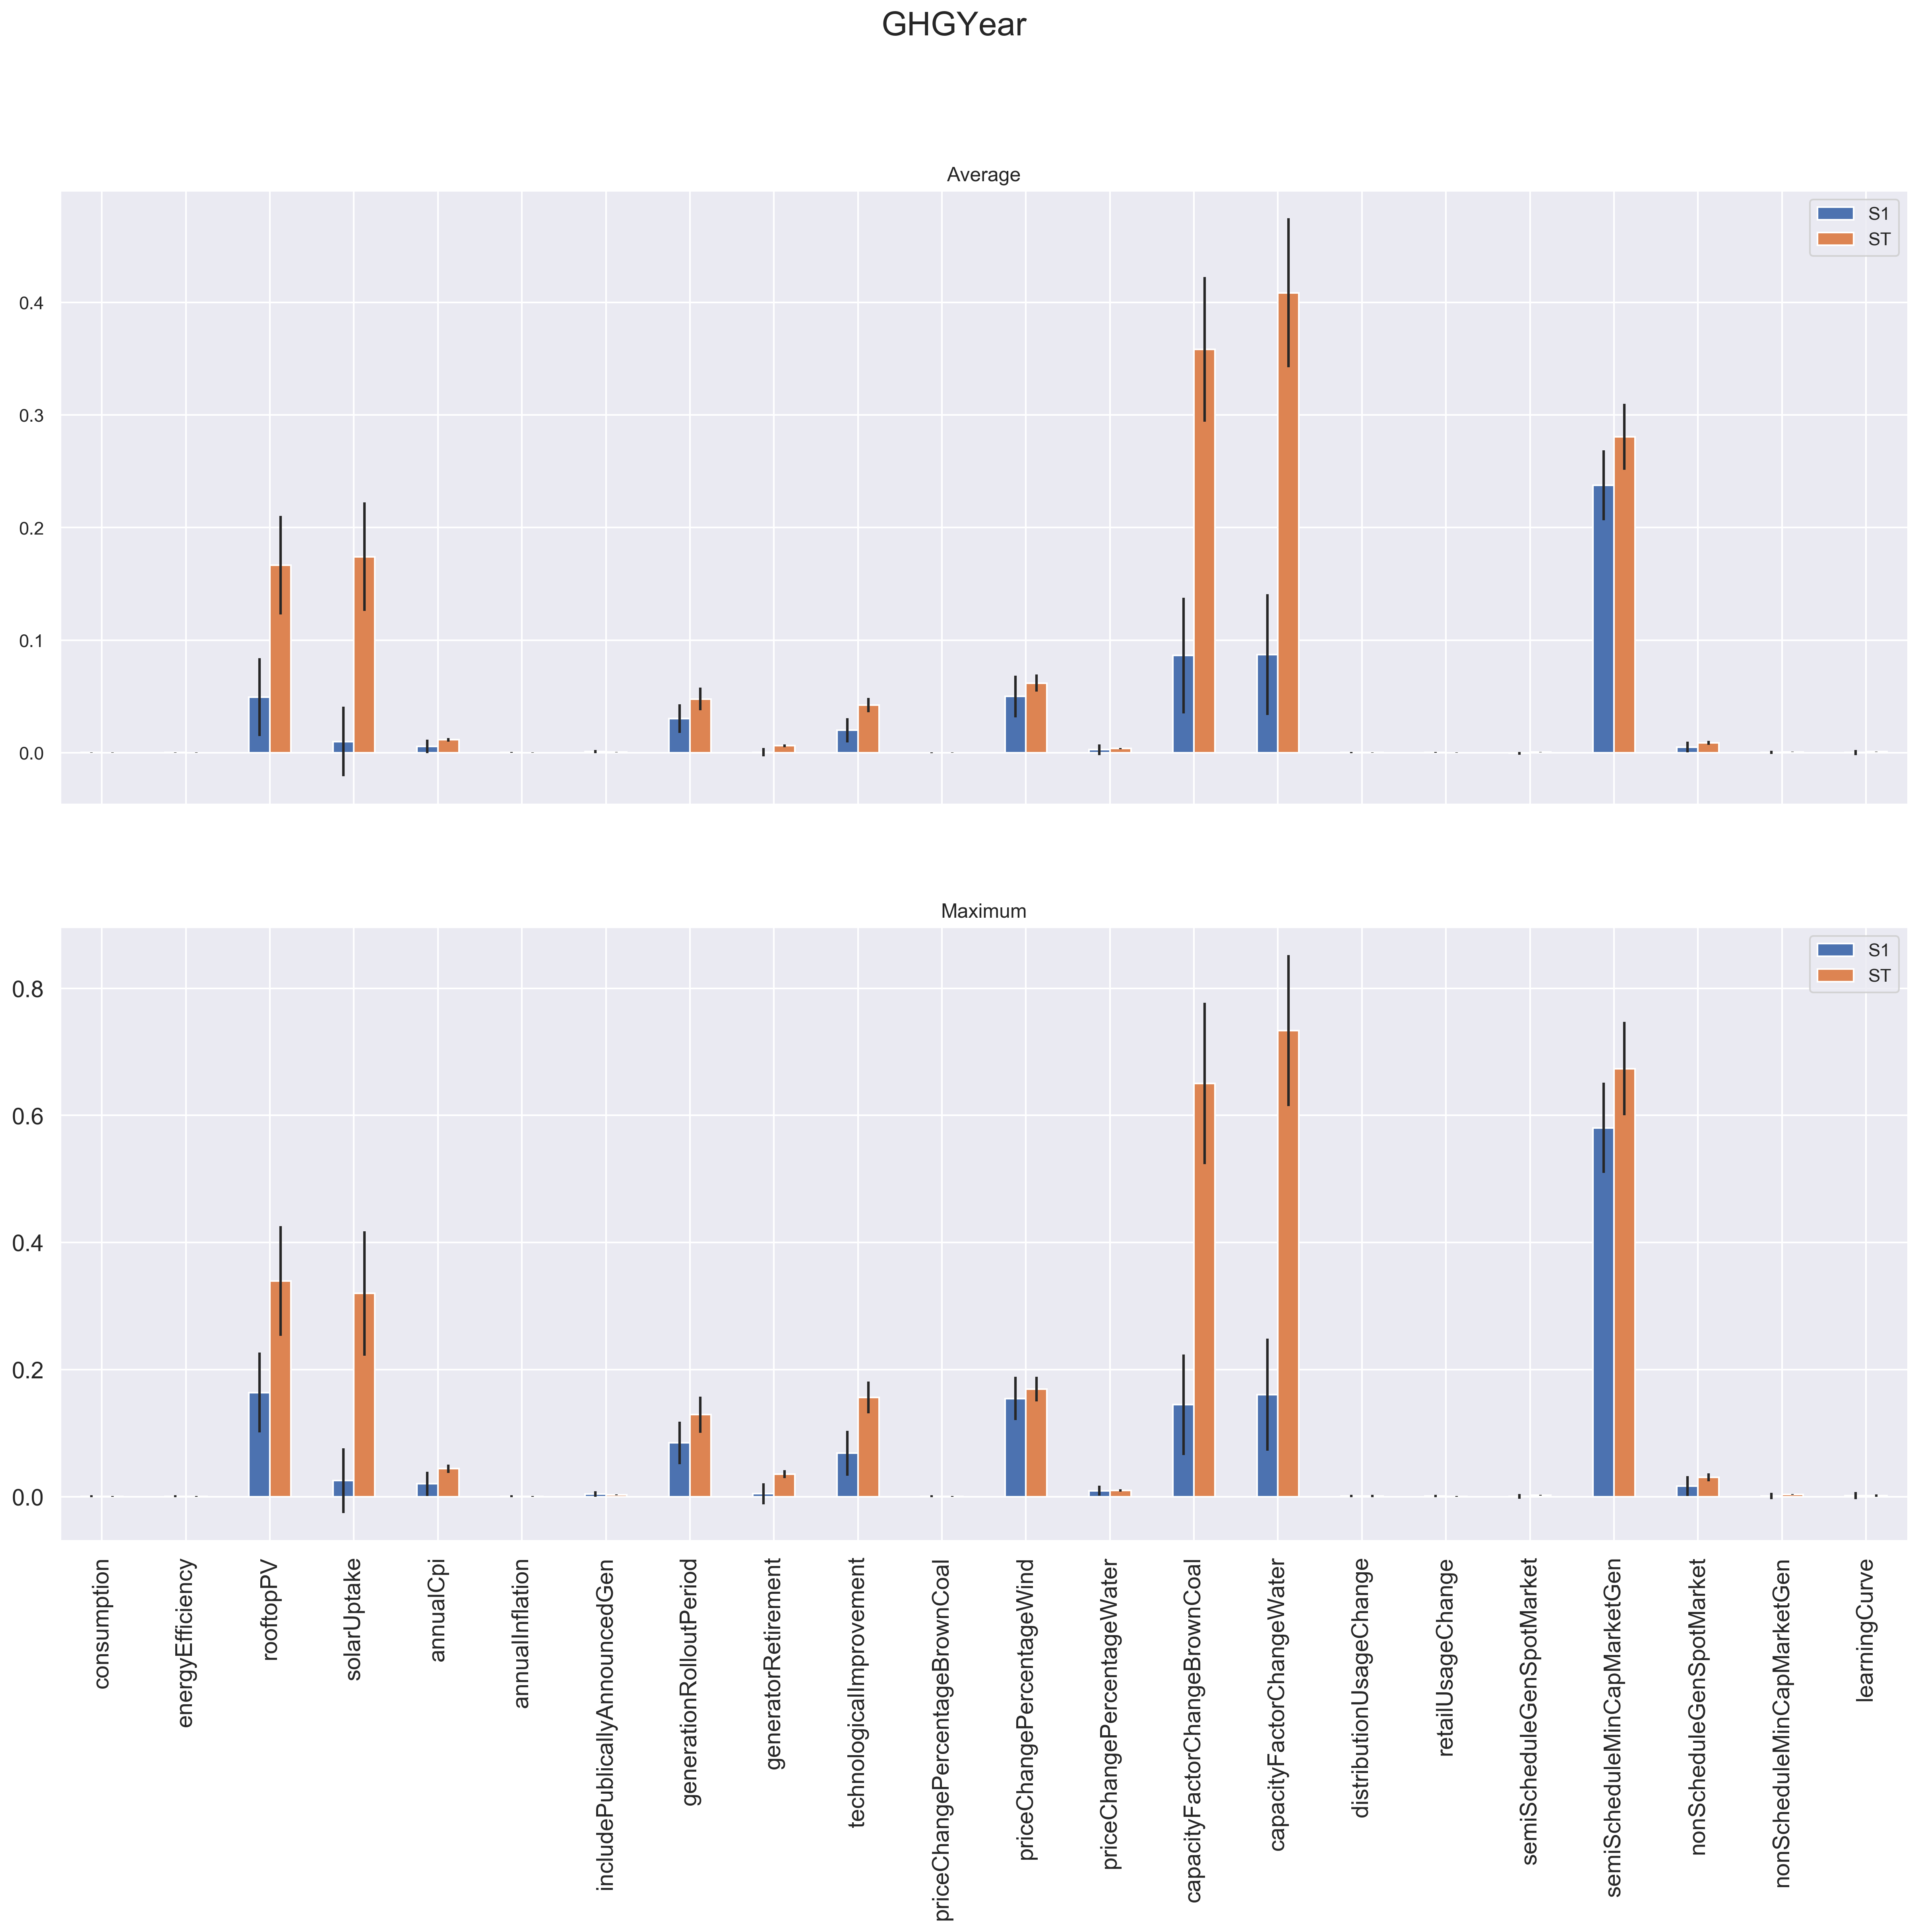 GHGYear
Average
S1
ST
0.4
0.3
0.2
0.1
0.0
Maximum
S1
ST
0.8
0.6
0.4
0.2
0.0
consumption
energyEfficiency
rooftopPV
solarUptake
annualCpi
annualInflation
includePublicallyAnnouncedGen
generationRolloutPeriod
generatorRetirement
technologicalImprovement
priceChangePercentageBrownCoal
priceChangePercentageWind
priceChangePercentageWater
capacityFactorChangeBrownCoal
capacityFactorChangeWater
distributionUsageChange
retailUsageChange
semiScheduleGenSpotMarket
semiScheduleMinCapMarketGen
nonScheduleGenSpotMarket
nonScheduleMinCapMarketGen
learningCurve